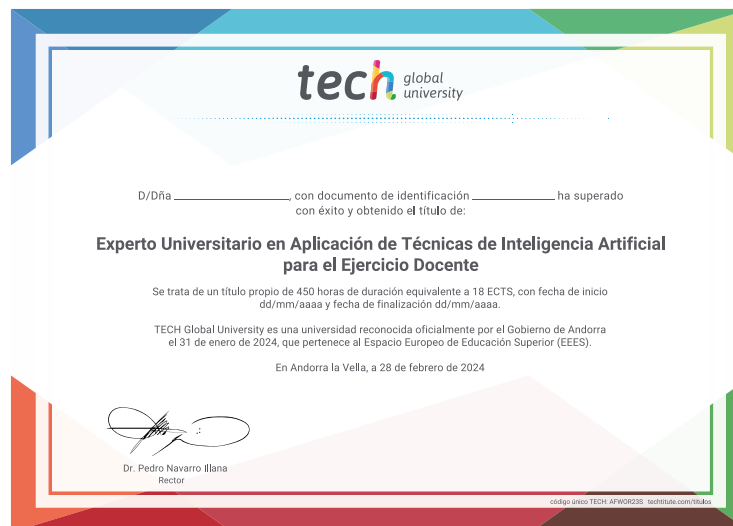 tech global university
D/Dña ____________, con documento de identificación ____________ ha superado
con éxito y obtenido el título de:
Experto Universitario en Aplicación de Técnicas de Inteligencia Artificial
para el Ejercicio Docente
Se trata de un título propio de 450 horas de duración equivalente a 18 ECTS, con fecha de inicio
dd/mm/aaaa y fecha de finalización dd/mm/aaaa.
TECH Global University es una universidad reconocida oficialmente por el Gobierno de Andorra
el 31 de enero de 2024, que pertenece al Espacio Europeo de Educación Superior (EEES).
En Andorra la Vella, a 28 de febrero de 2024
Dr. Pedro Navarro Illana
Rector
código único TECH: AFWOR23S techtitute.com/titulos